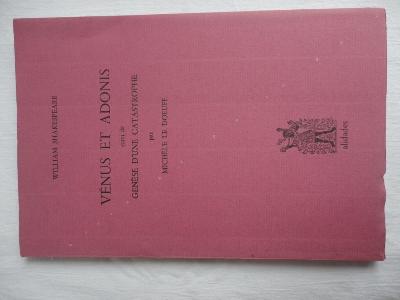 WILLIAM SHAKESPEARE
VÉNUS ET ADONIS
suivi de
GENÈSE D'UNE CATASTROPHE
par
MICHÈLE LE DŒUFF
alidades